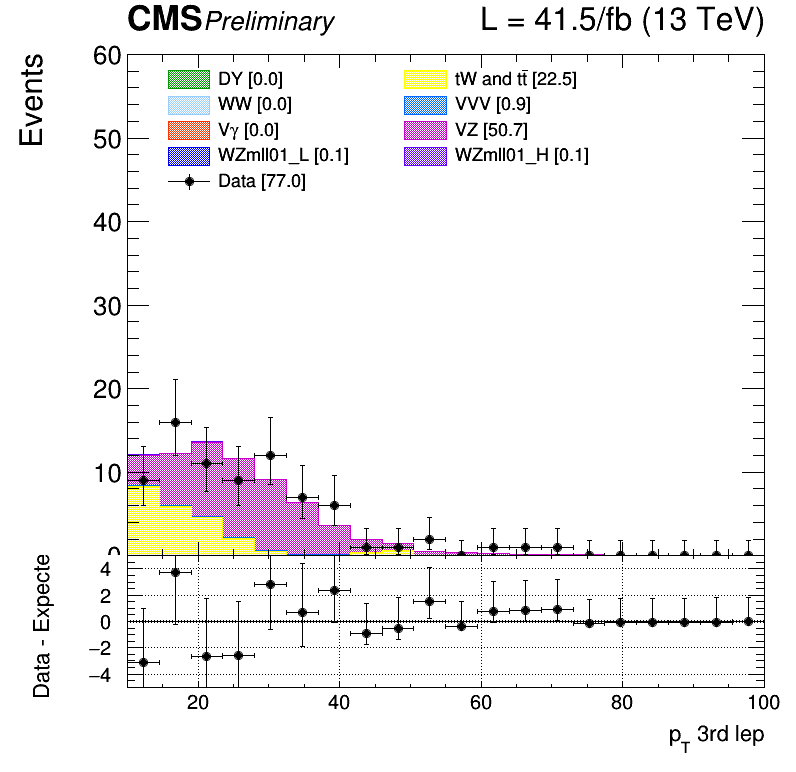 CMS Preliminary L = 41.5/fb (13 TeV)
Events
60
50
40
30
20
10
0
DY [0.0] tW and tt̄ [22.5]
WW [0.0] VVV [0.9]
Vγ [0.0] VZ [50.7]
WZmll01_L [0.1] WZmll01_H [0.1]
Data [77.0]
Data - Expecte
4
2
0
−2
−4
20 40 60 80 100
p_T 3rd lep